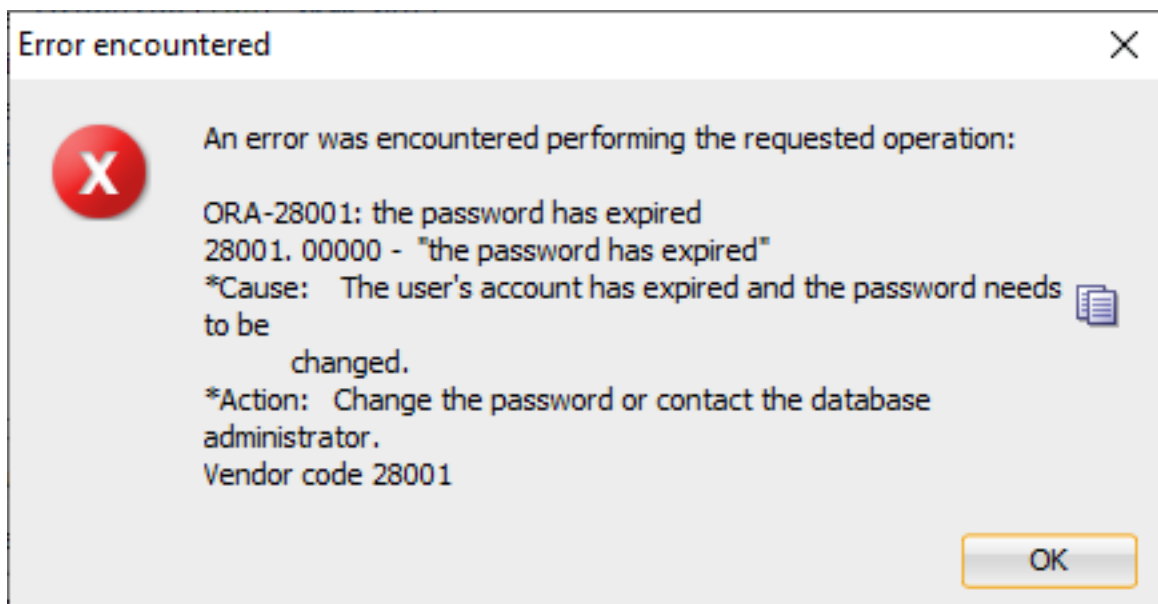 Error encountered
An error was encountered performing the requested operation:
ORA-28001: the password has expired
28001. 00000 -  "the password has expired"
*Cause:    The user's account has expired and the password needs
to be
changed.
*Action:   Change the password or contact the database
administrator.
Vendor code 28001
OK